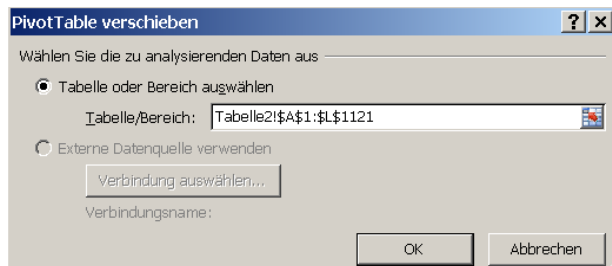 PivotTable verschieben
Wählen Sie die zu analysierenden Daten aus
Tabelle oder Bereich auswählen
Tabelle/Bereich: Tabelle2!$A$1:$L$1121
Externe Datenquelle verwenden
Verbindung auswählen...
Verbindungsname:
OK Abbrechen